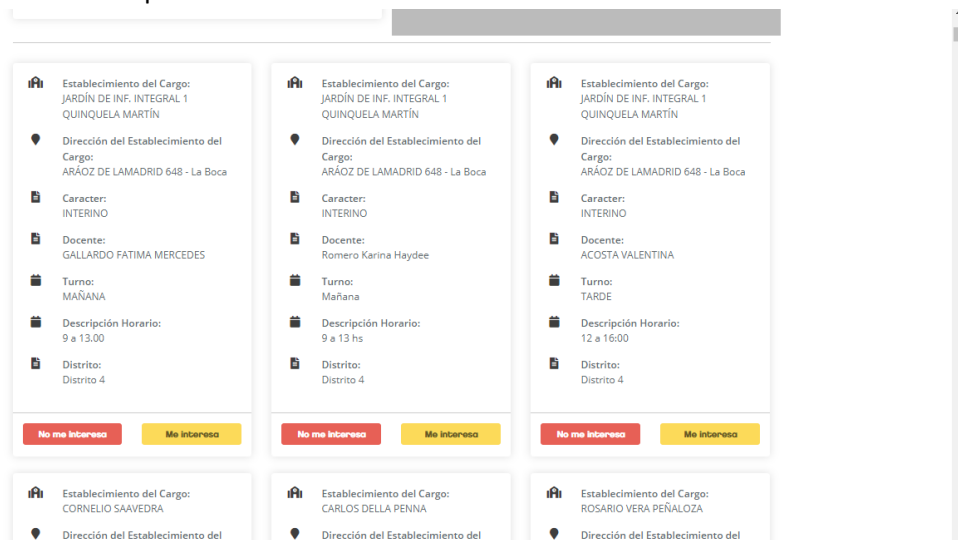 Establecimiento del Cargo:
JARDÍN DE INF. INTEGRAL 1
QUINQUELA MARTÍN
Dirección del Establecimiento del
Cargo:
ARÁOZ DE LAMADRID 648 - La Boca
Caracter:
INTERINO
Docente:
GALLARDO FATIMA MERCEDES
Turno:
MAÑANA
Descripción Horario:
9 a 13.00
Distrito:
Distrito 4
No me interesa
Me interesa
Establecimiento del Cargo:
JARDÍN DE INF. INTEGRAL 1
QUINQUELA MARTÍN
Dirección del Establecimiento del
Cargo:
ARÁOZ DE LAMADRID 648 - La Boca
Caracter:
INTERINO
Docente:
Romero Karina Haydee
Turno:
Mañana
Descripción Horario:
9 a 13 hs
Distrito:
Distrito 4
No me interesa
Me interesa
Establecimiento del Cargo:
JARDÍN DE INF. INTEGRAL 1
QUINQUELA MARTÍN
Dirección del Establecimiento del
Cargo:
ARÁOZ DE LAMADRID 648 - La Boca
Caracter:
INTERINO
Docente:
ACOSTA VALENTINA
Turno:
TARDE
Descripción Horario:
12 a 16:00
Distrito:
Distrito 4
No me interesa
Me interesa
Establecimiento del Cargo:
CORNELIO SAAVEDRA
Dirección del Establecimiento del
Establecimiento del Cargo:
CARLOS DELLA PENNA
Dirección del Establecimiento del
Establecimiento del Cargo:
ROSARIO VERA PEÑALOZA
Dirección del Establecimiento del